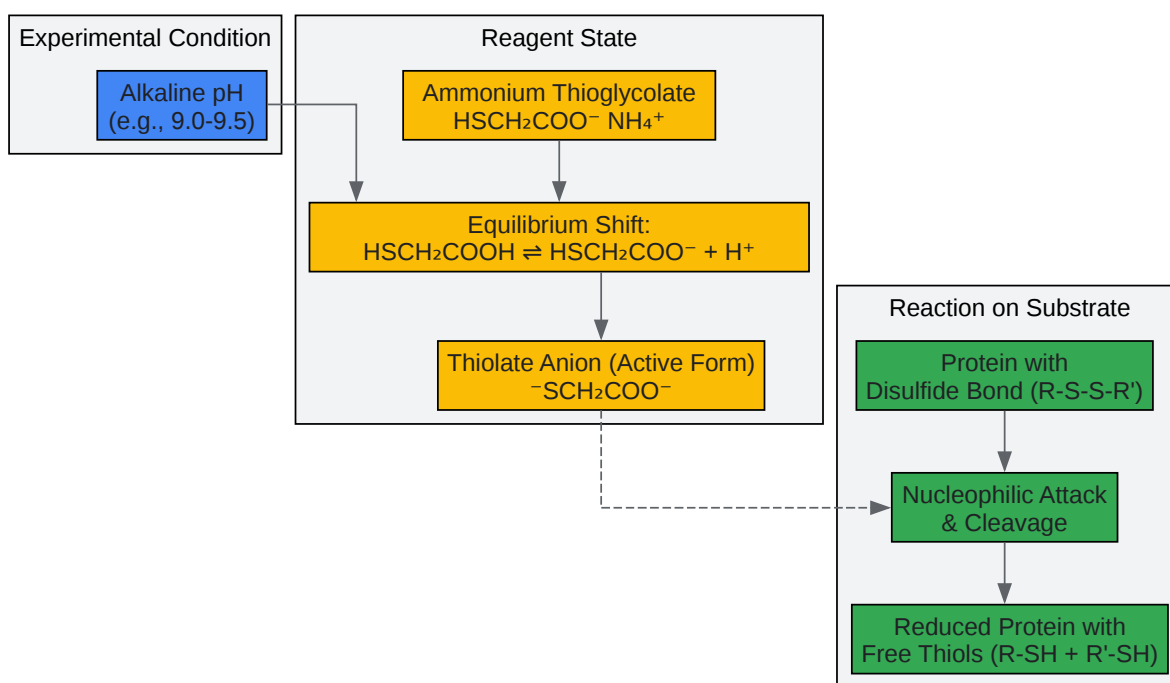 Experimental Condition
Alkaline pH
(e.g., 9.0-9.5)
Reagent State
Ammonium Thioglycolate
HSCH₂COO⁻ NH₄⁺
Equilibrium Shift:
HSCH₂COOH ⇌ HSCH₂COO⁻ + H⁺
Thiolate Anion (Active Form)
⁻SCH₂COO⁻
Reaction on Substrate
Protein with
Disulfide Bond (R-S-S-R')
Nucleophilic Attack
& Cleavage
Reduced Protein with
Free Thiols (R-SH + R'-SH)